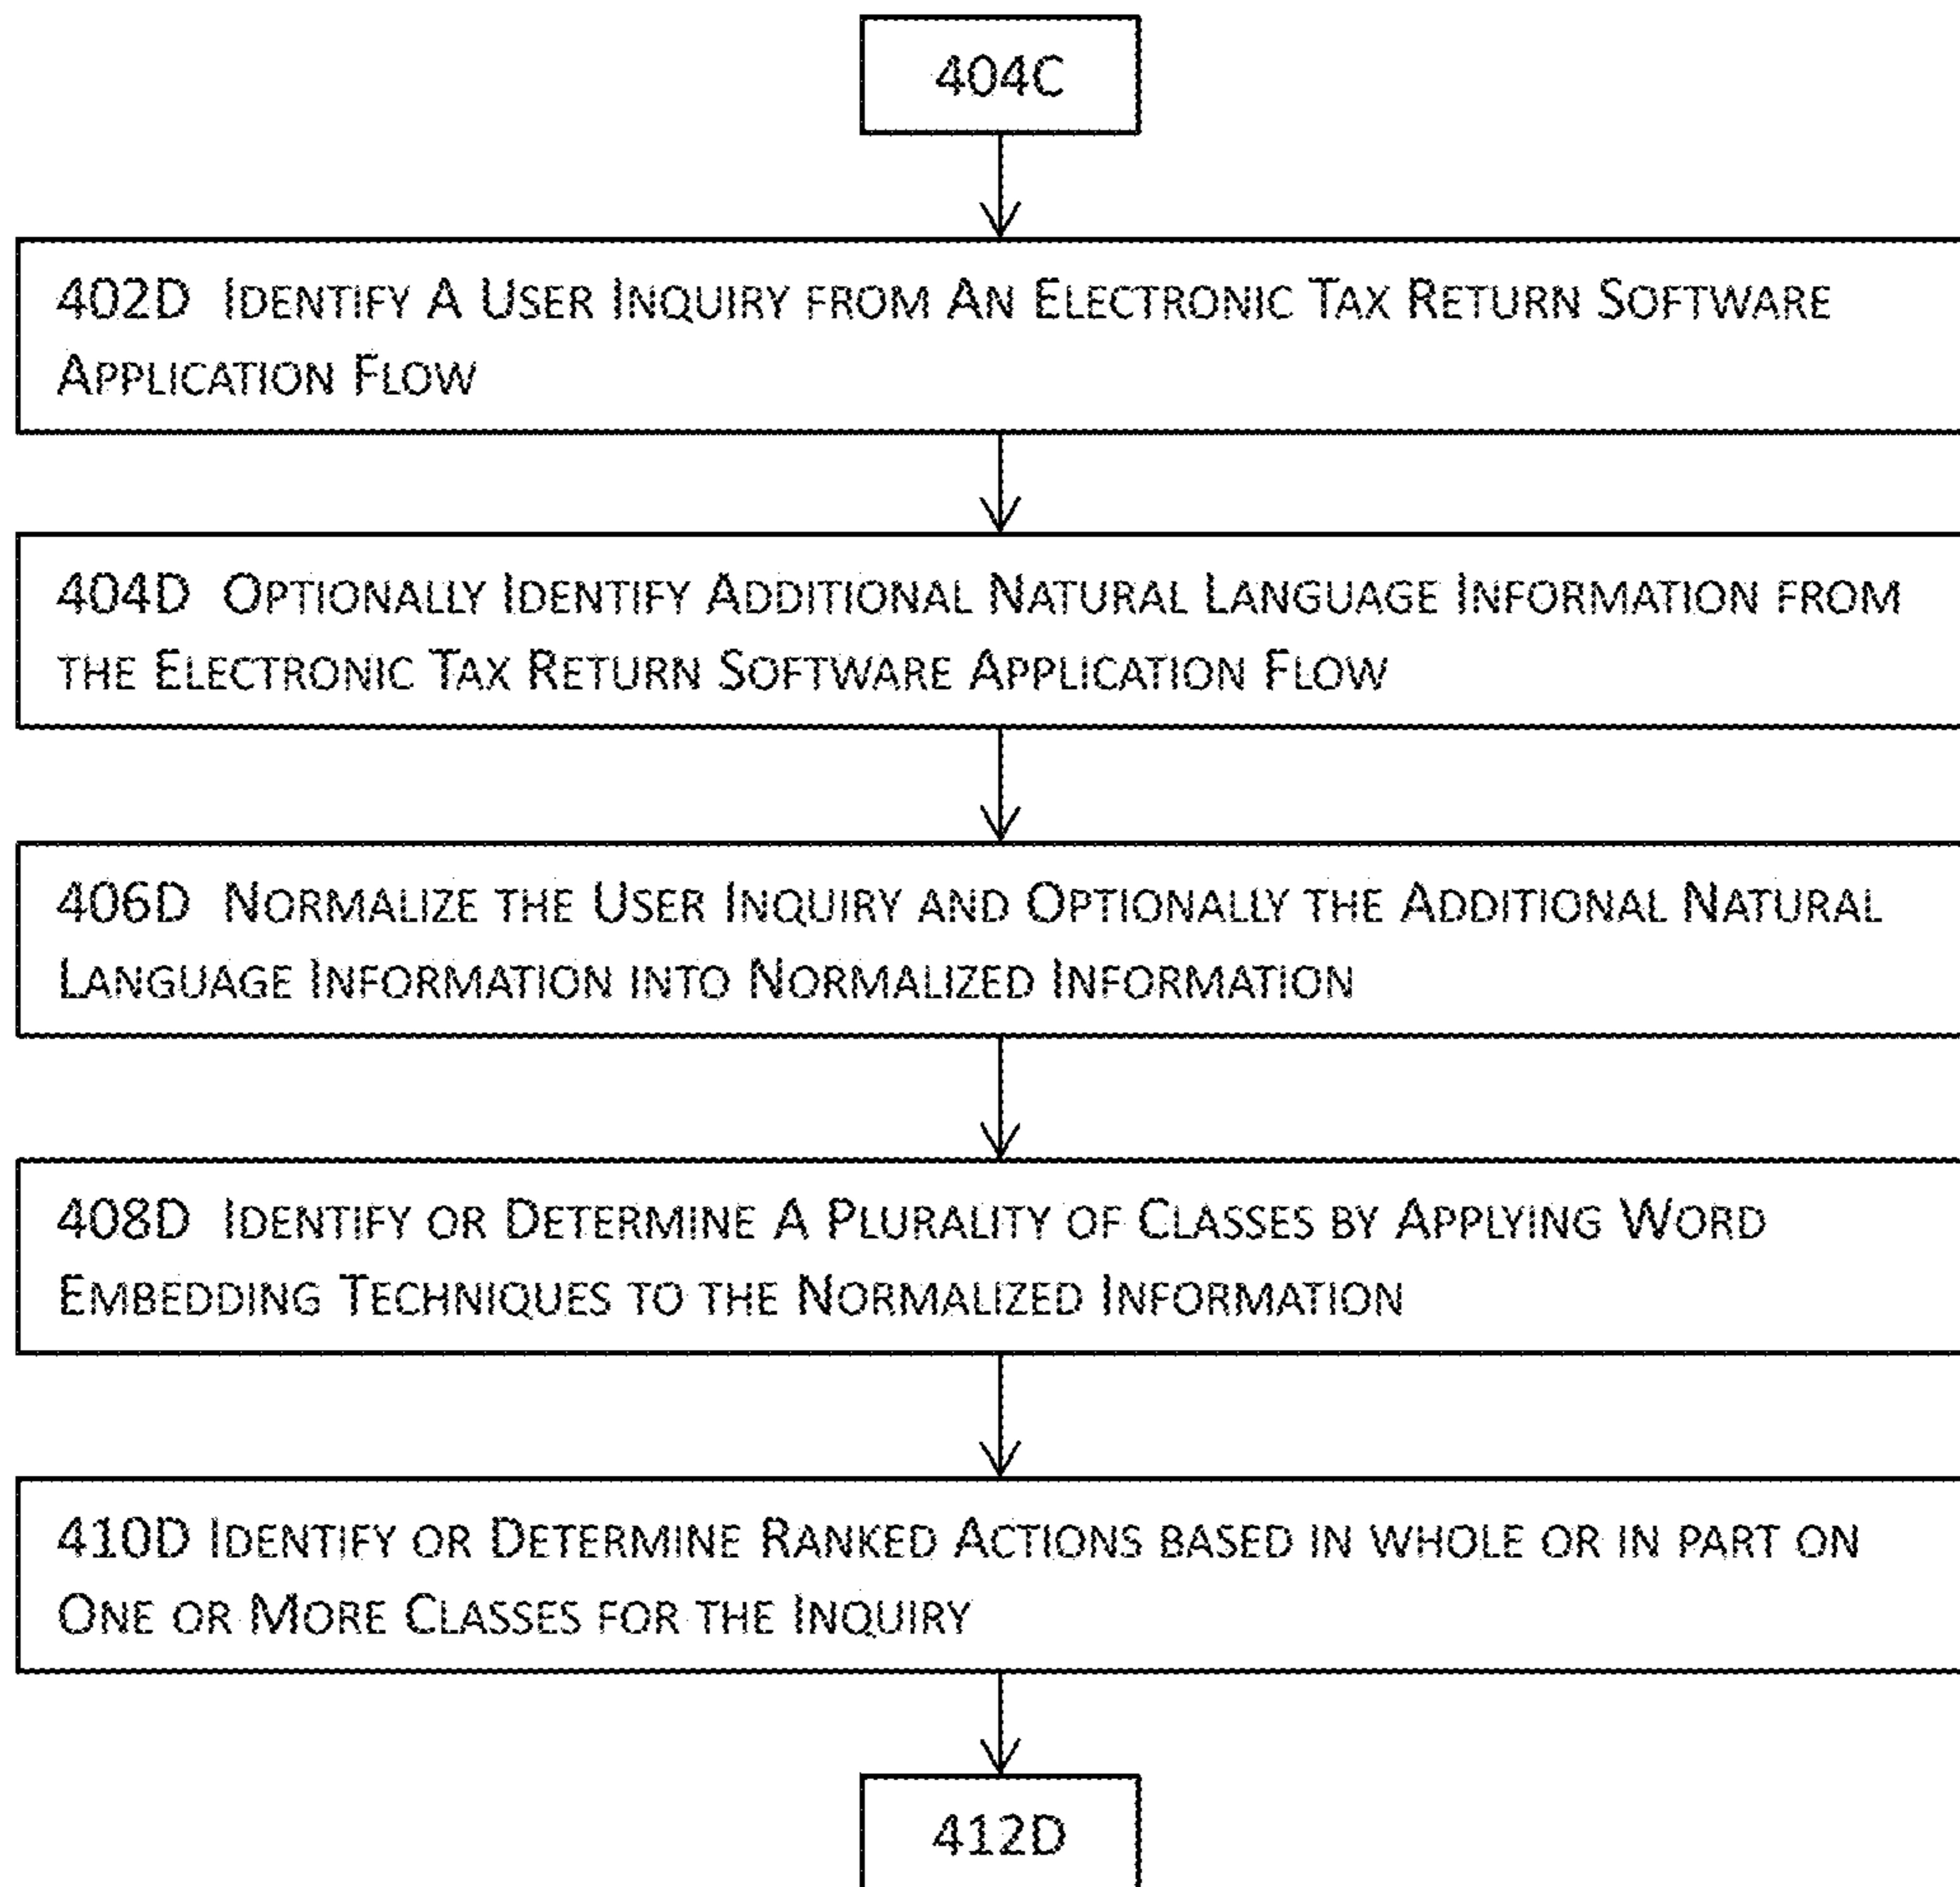 404C
402D Identify A User Inquiry from An Electronic Tax Return Software
Application Flow
404D Optionally Identify Additional Natural Language Information from
the Electronic Tax Return Software Application Flow
406D Normalize the User Inquiry and Optionally the Additional Natural
Language Information into Normalized Information
408D Identify or Determine A Plurality of Classes by Applying Word
Embedding Techniques to the Normalized Information
410D Identify or Determine Ranked Actions based in whole or in part on
One or More Classes for the Inquiry
412D